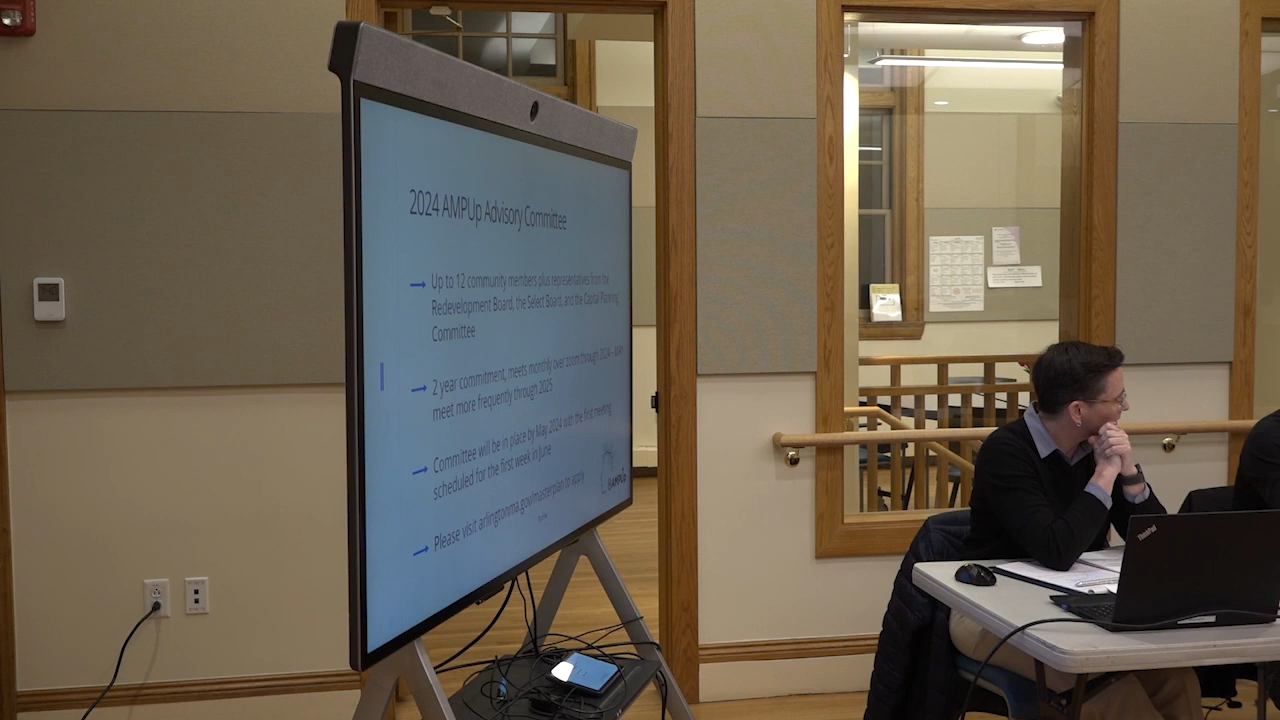 2024 AMPUp Advisory Committee
→ Up to 12 community members plus representatives from the
Redevelopment Board, the Select Board, and the Capital Planning
Committee
→ 2 year commitment, meets monthly over zoom through 2024 - MAY
meet more frequently through 2025
→ Committee will be in place by May 2024 with the first meeting
scheduled for the first week in June
→ Please visit arlingtonma.gov/masterplan to apply
AMPUp
ThinkPad